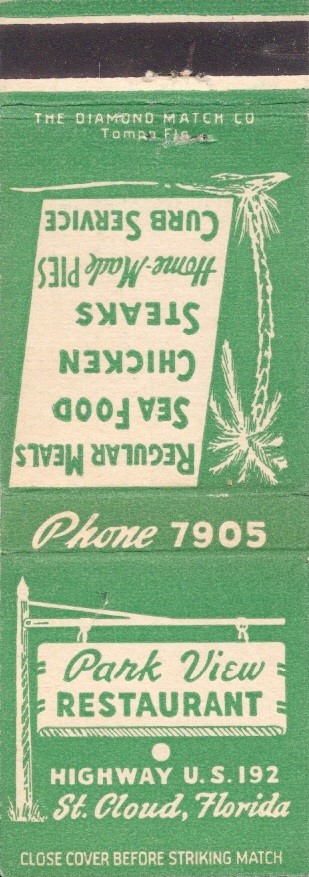 THE DIAMOND MATCH CO
Tampa Fla
REGULAR MEALS
SEA FOOD
CHICKEN
STEAKS
Home-Made PIES
CURB SERVICE
Phone 7905
Park View
RESTAURANT
HIGHWAY U.S.192
St. Cloud, Florida
CLOSE COVER BEFORE STRIKING MATCH